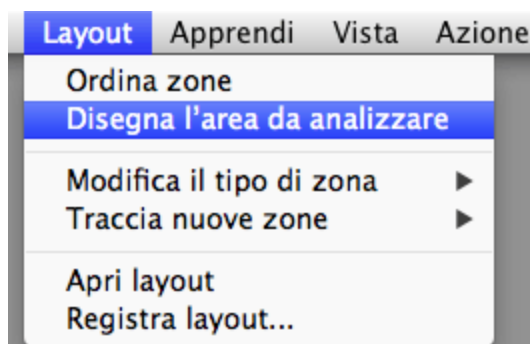 Layout Apprendi Vista Azione
Ordina zone
Disegna l'area da analizzare
Modifica il tipo di zona
Traccia nuove zone
Apri layout
Registra layout...